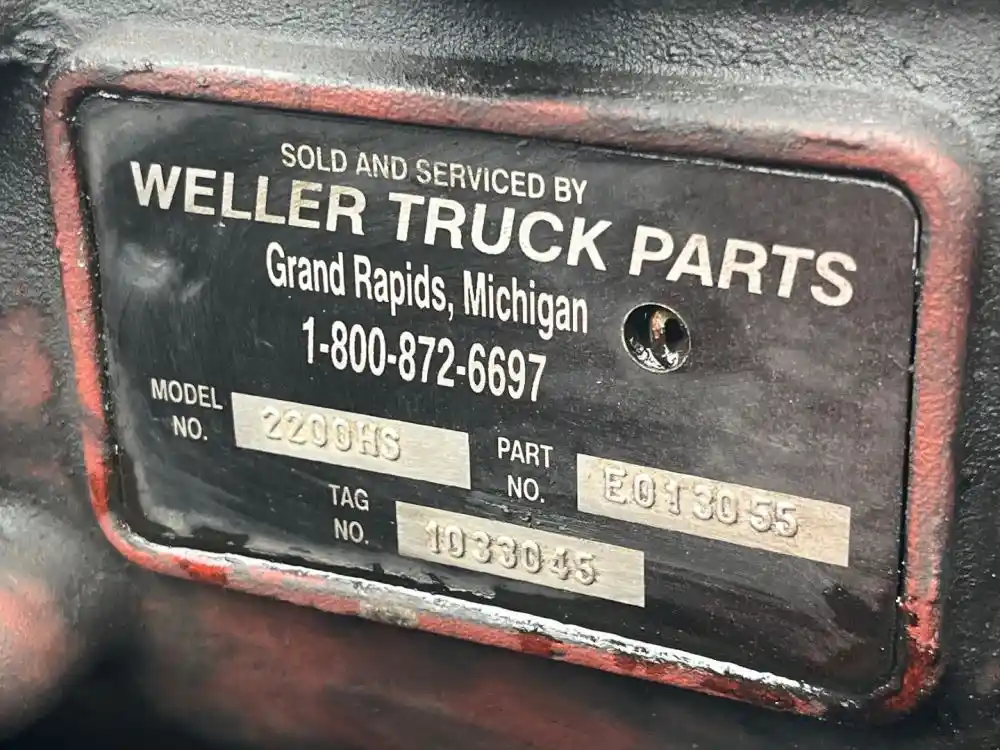 SOLD AND SERVICED BY
WELLER TRUCK PARTS
Grand Rapids, Michigan
1-800-872-6697
MODEL NO. 2200HS
PART NO. E013055
TAG NO. 1033045